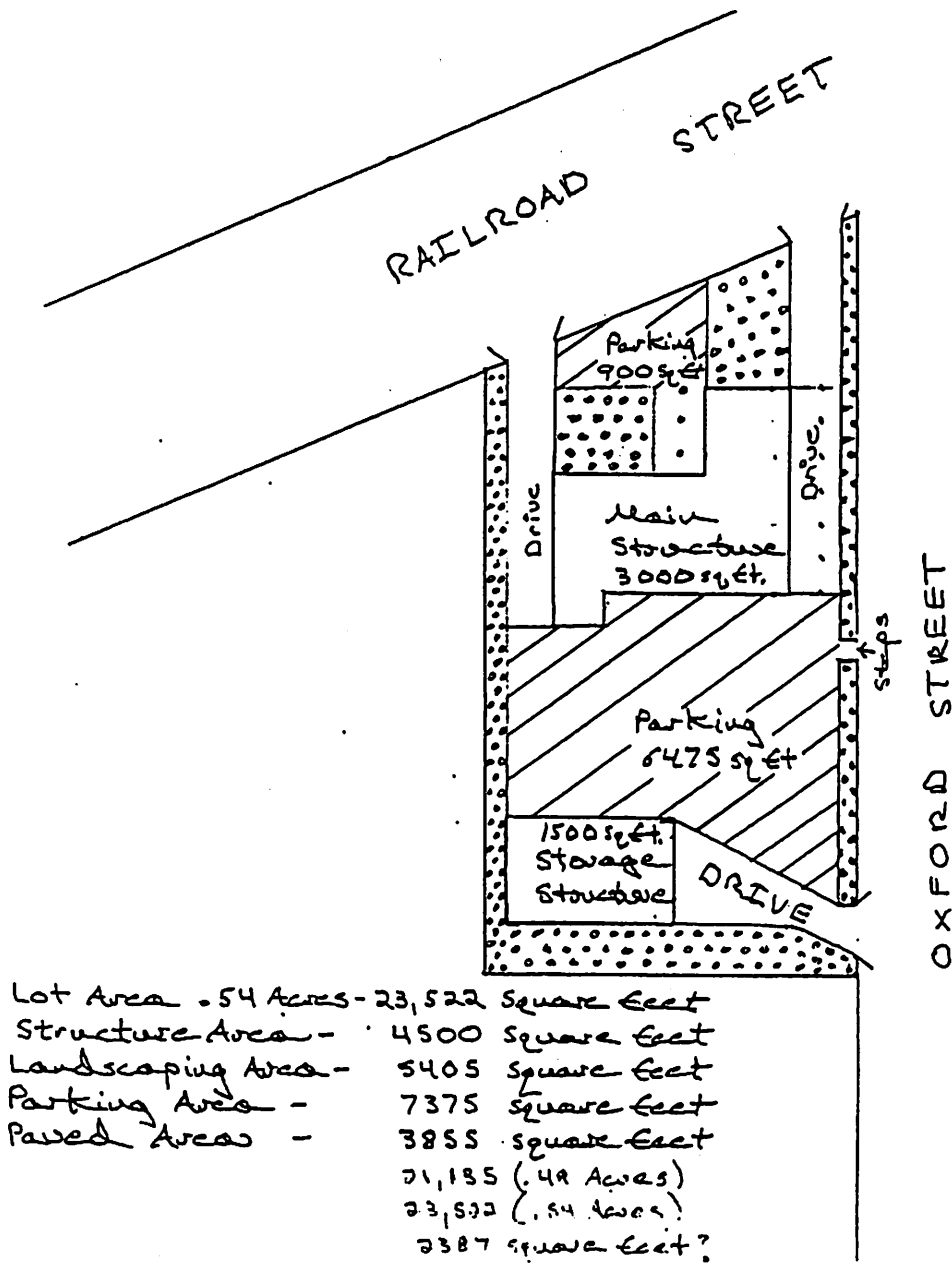 RAILROAD STREET
Parking
900 sq ft
Drive
Drive.
Main
Structure
3000 sq ft.
Steps
OXFORD STREET
Parking
6475 sq ft
1500 sq ft.
Storage
Structure
DRIVE
Lot Area .54 Acres - 23,522 Square feet
Structure Area - 4500 Square feet
Landscaping Area - 5405 Square feet
Parking Area - 7375 Square feet
Paved Area - 3855 Square feet
21,135 (.49 Acres)
23,522 (.54 Acres)
2387 square feet?